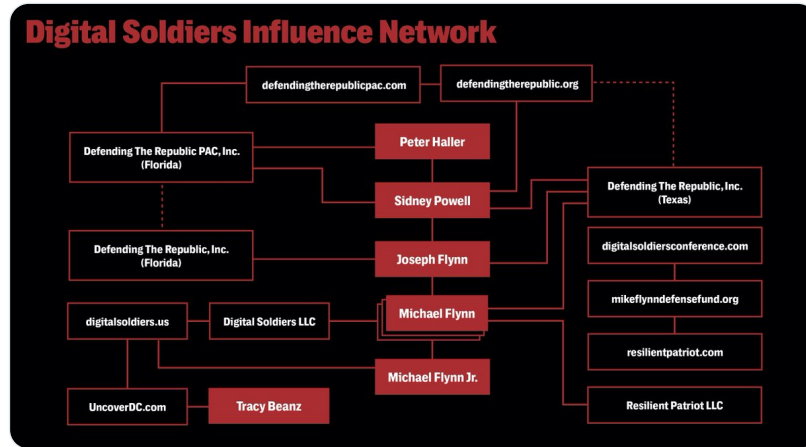 Digital Soldiers Influence Network
defendingtherepublicpac.com
defendingtherepublic.org
Peter Haller
Defending The Republic PAC, Inc.
(Florida)
Sidney Powell
Defending The Republic, Inc.
(Texas)
Defending The Republic, Inc.
(Florida)
Joseph Flynn
digitalsoldiersconference.com
digitalsoldiers.us
Digital Soldiers LLC
Michael Flynn
mikeflynndefensefund.org
resilientpatriot.com
Michael Flynn Jr.
UncoverDC.com
Tracy Beanz
Resilient Patriot LLC